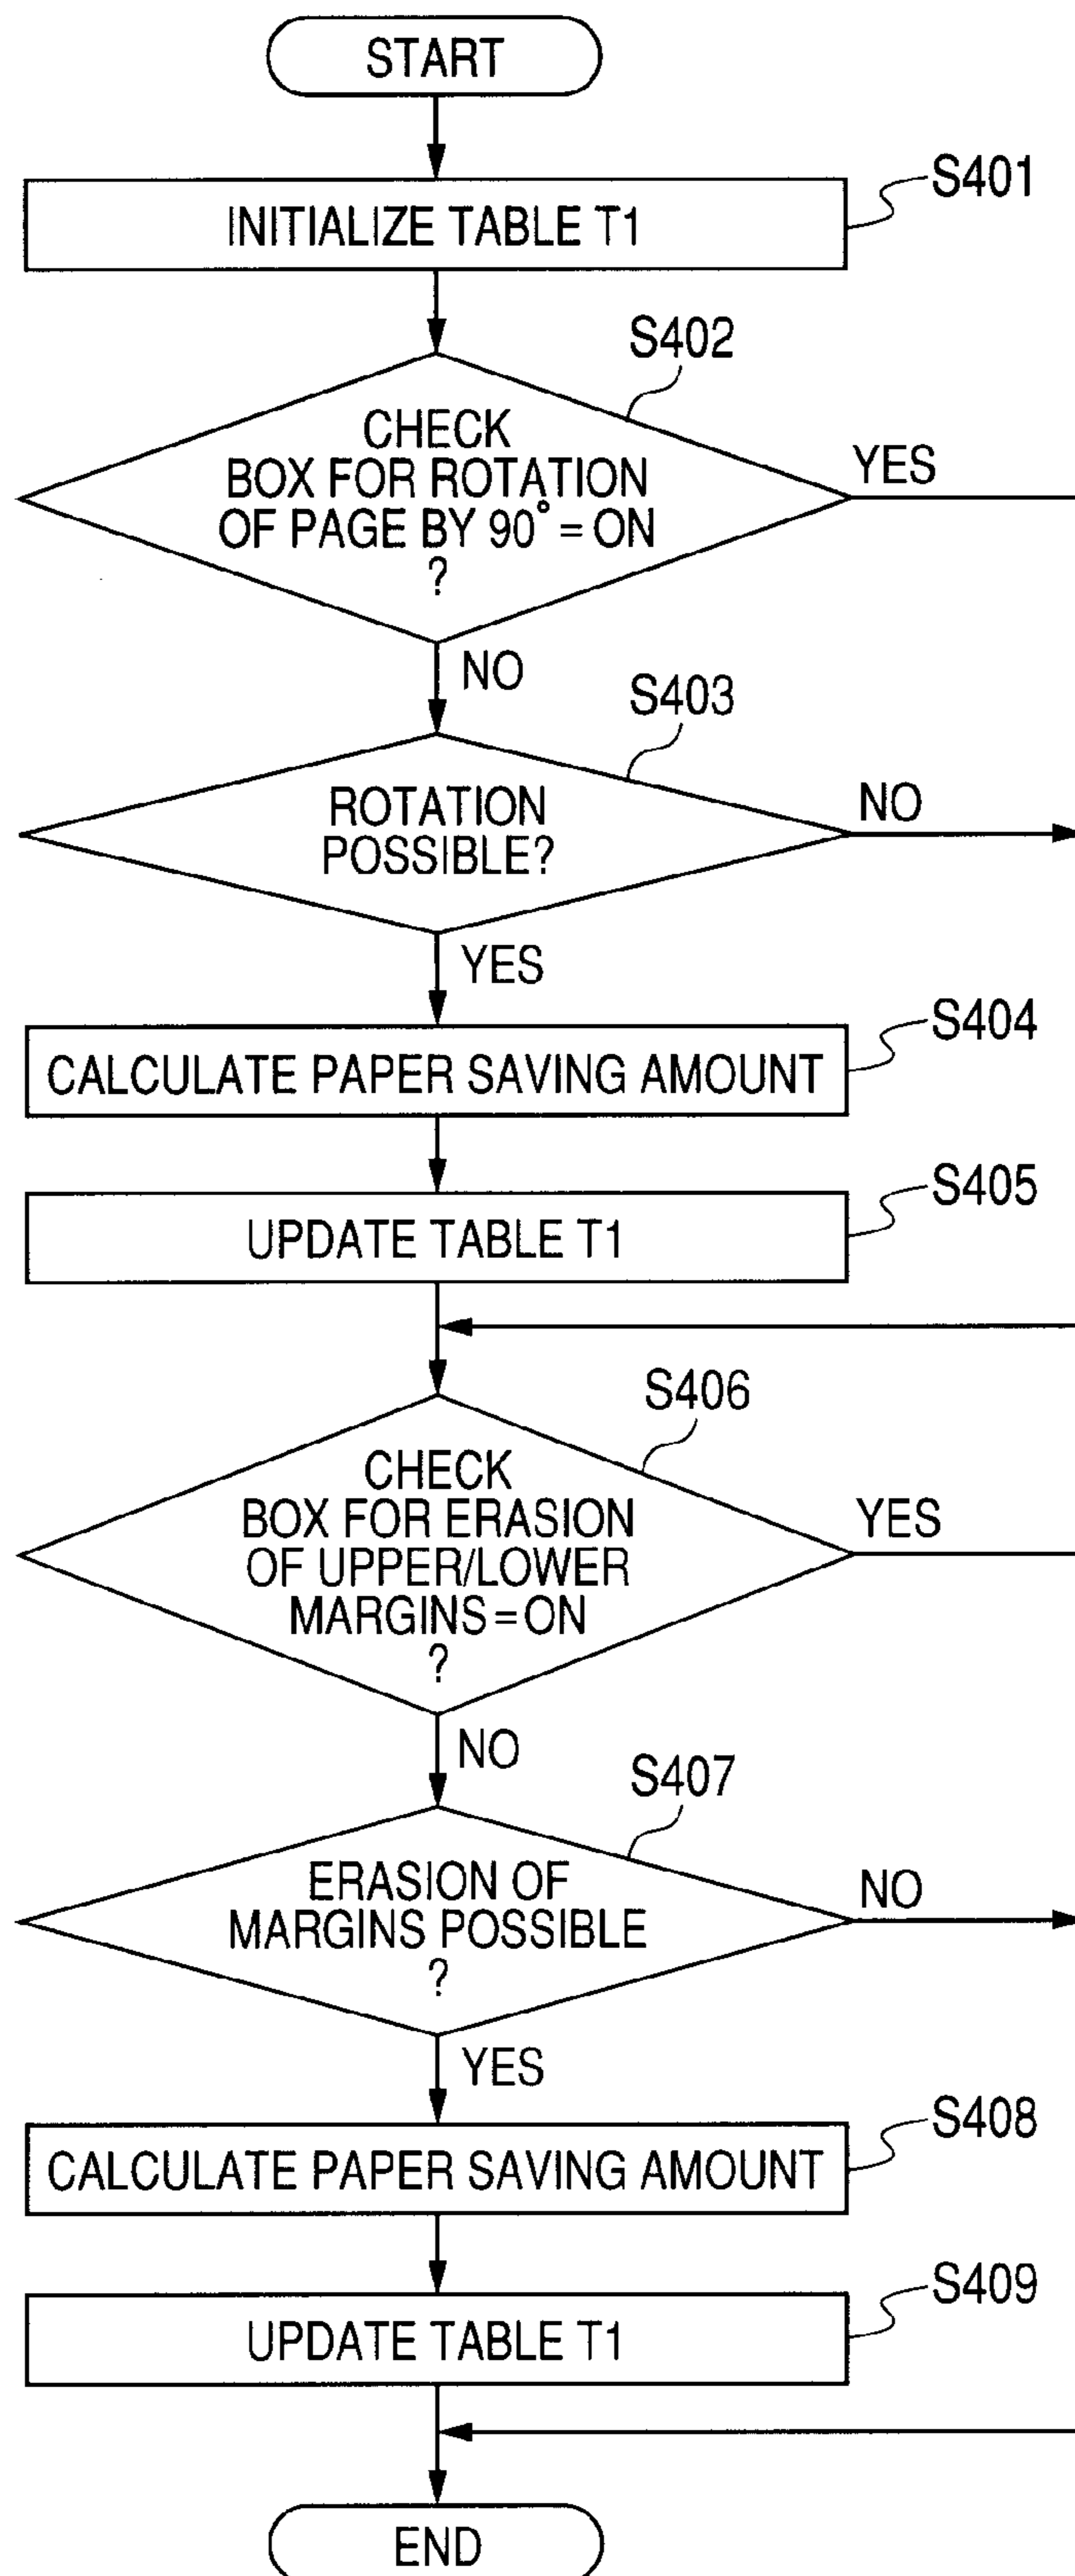 START
INITIALIZE TABLE T1
S401
S402
CHECK
BOX FOR ROTATION
OF PAGE BY 90° = ON
?
YES
NO
S403
ROTATION
POSSIBLE?
NO
YES
CALCULATE PAPER SAVING AMOUNT
S404
UPDATE TABLE T1
S405
S406
CHECK
BOX FOR ERASION
OF UPPER/LOWER
MARGINS = ON
?
YES
NO
S407
ERASION OF
MARGINS POSSIBLE
?
NO
YES
CALCULATE PAPER SAVING AMOUNT
S408
UPDATE TABLE T1
S409
END